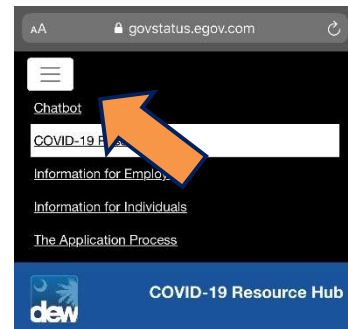 AA govstatus.egov.com
Chatbot
COVID-19
Information for
Information for Individuals
The Application Process
dew COVID-19 Resource Hub